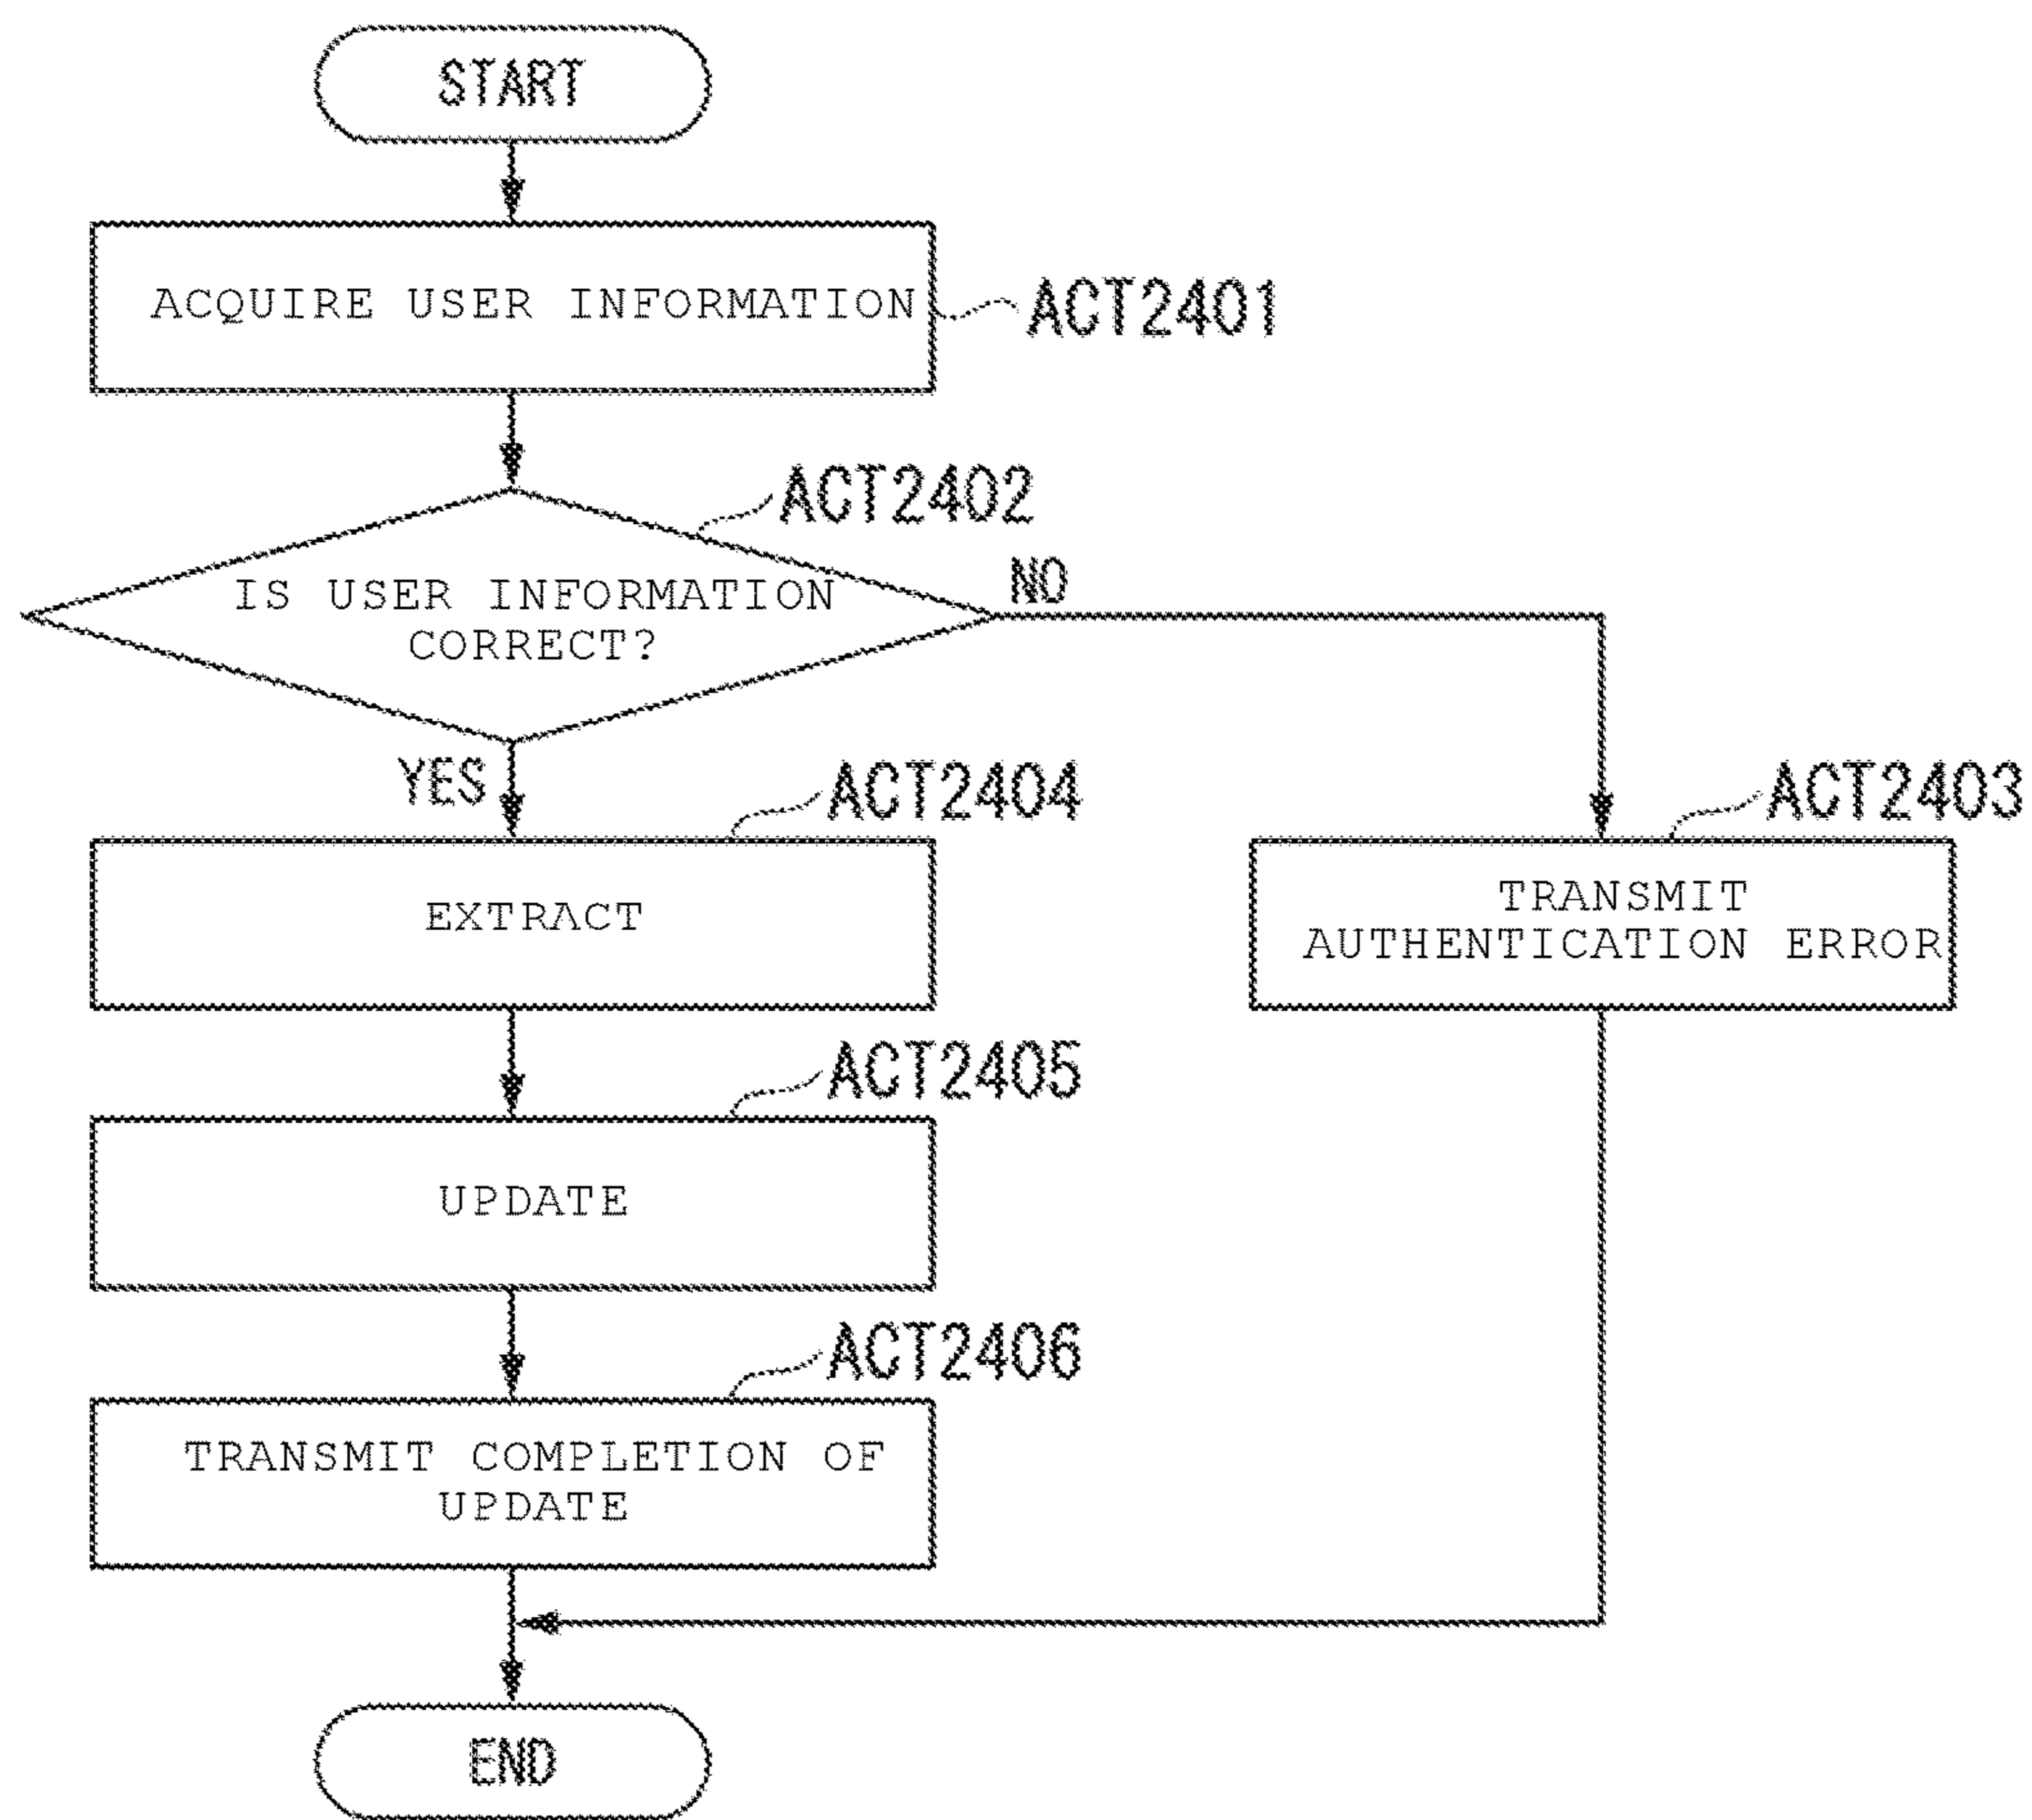 START
ACQUIRE USER INFORMATION
ACT2401
ACT2402
IS USER INFORMATION
CORRECT?
NO
YES
ACT2404
EXTRACT
ACT2403
TRANSMIT
AUTHENTICATION ERROR
ACT2405
UPDATE
ACT2406
TRANSMIT COMPLETION OF
UPDATE
END